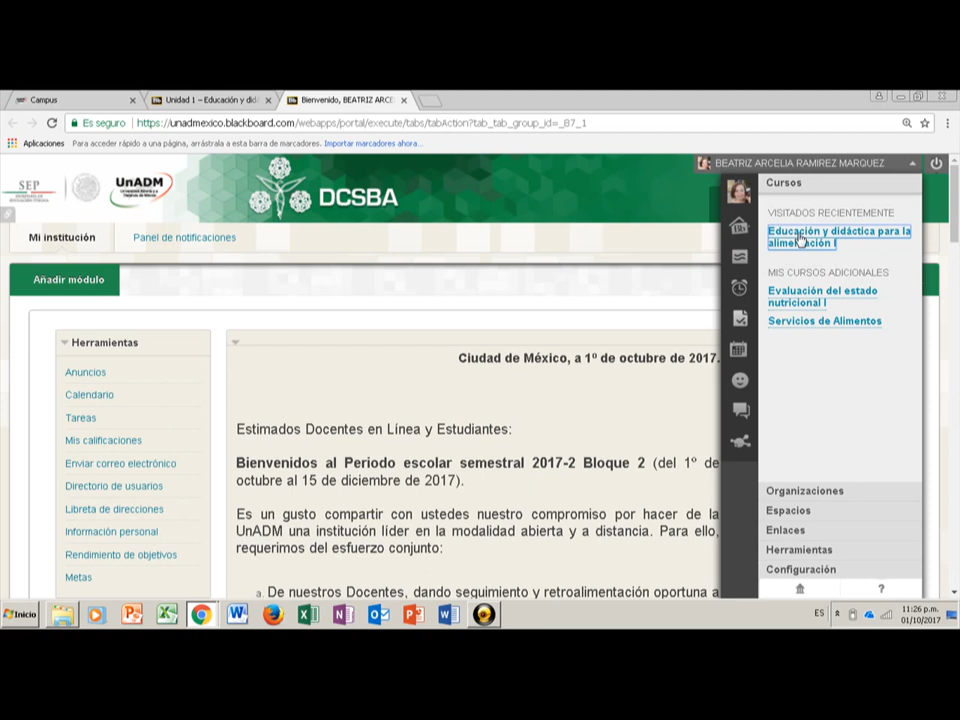 Campus
Unidad 1 – Educación y did
Bienvenido, BEATRIZ ARCE
Es seguro | https://unadmexico.blackboard.com/webapps/portal/execute/tabs/tabAction?tab_tab_group_id=_87_1
Aplicaciones Para acceder rápido a una página, arrástrala a esta barra de marcadores. Importar marcadores ahora...
BEATRIZ ARCELIA RAMIREZ MARQUEZ
SEP
UnADM
DCSBA
Mi institución
Panel de notificaciones
Añadir módulo
Herramientas
Anuncios
Calendario
Tareas
Mis calificaciones
Enviar correo electrónico
Directorio de usuarios
Libreta de direcciones
Información personal
Rendimiento de objetivos
Metas
Ciudad de México, a 1º de octubre de 2017.
Estimados Docentes en Línea y Estudiantes:
Bienvenidos al Periodo escolar semestral 2017-2 Bloque 2 (del 1º de
octubre al 15 de diciembre de 2017).
Es un gusto compartir con ustedes nuestro compromiso por hacer de la
UnADM una institución líder en la modalidad abierta y a distancia. Para ello,
requerimos del esfuerzo conjunto:
a. De nuestros Docentes, dando seguimiento y retroalimentación oportuna a
Cursos
VISITADOS RECIENTEMENTE
Educación y didáctica para la
alimentación I
MIS CURSOS ADICIONALES
Evaluación del estado
nutricional I
Servicios de Alimentos
Organizaciones
Espacios
Enlaces
Herramientas
Configuración
?
Inicio
ES
11:26 p.m.
01/10/2017